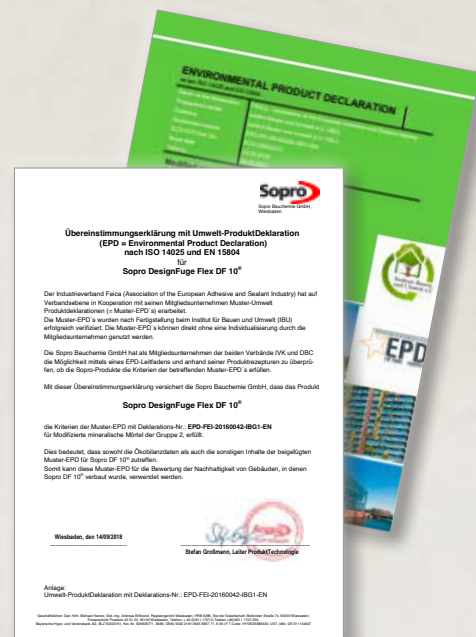 ENVIRONMENTAL PRODUCT DECLARATION
Sopro
Sopro Bauchemie GmbH,
Wiesbaden
Übereinstimmungserklärung mit Umwelt-ProduktDeklaration
(EPD = Environmental Product Declaration)
nach ISO 14025 und EN 15804
für
Sopro DesignFuge Flex DF 10®
Der Industrieverband Feica (Association of the European Adhesive and Sealant Industry) hat auf
Verbandsebene in Kooperation mit seinen Mitgliedsunternehmen Muster-Umwelt
Produktdeklarationen (= Muster-EPD´s) erarbeitet.
Die Muster-EPD´s wurden nach Fertigstellung beim Institut für Bauen und Umwelt (IBU)
erfolgreich verifiziert. Die Muster-EPD´s können direkt ohne eine Individualisierung durch die
Mitgliedsunternehmen genutzt werden.
Die Sopro Bauchemie GmbH hat als Mitgliedsunternehmen der beiden Verbände IVK und DBC
die Möglichkeit mittels eines EPD-Leitfadens und anhand seiner Produktrezepturen zu überprü-
fen, ob die Sopro-Produkte die Kriterien der betreffenden Muster-EPD´s erfüllen.
Mit dieser Übereinstimmungserklärung versichert die Sopro Bauchemie GmbH, dass das Produkt
Sopro DesignFuge Flex DF 10®
die Kriterien der Muster-EPD mit Deklarations-Nr.: EPD-FEI-20160042-IBG1-EN
für Modifizierte mineralische Mörtel der Gruppe 2, erfüllt.
Dies bedeutet, dass sowohl die Ökobilanzdaten als auch die sonstigen Inhalte der beigefügten
Muster-EPD für Sopro DF 10® zutreffen.
Somit kann diese Muster-EPD für die Bewertung der Nachhaltigkeit von Gebäuden, in denen
Sopro DF 10® verbaut wurde, verwendet werden.
Wiesbaden, den 14/09/2016
Stefan Großmann, Leiter ProduktTechnologie
Anlage:
Umwelt-ProduktDeklaration mit Deklarations-Nr.: EPD-FEI-20160042-IBG1-EN
EPD